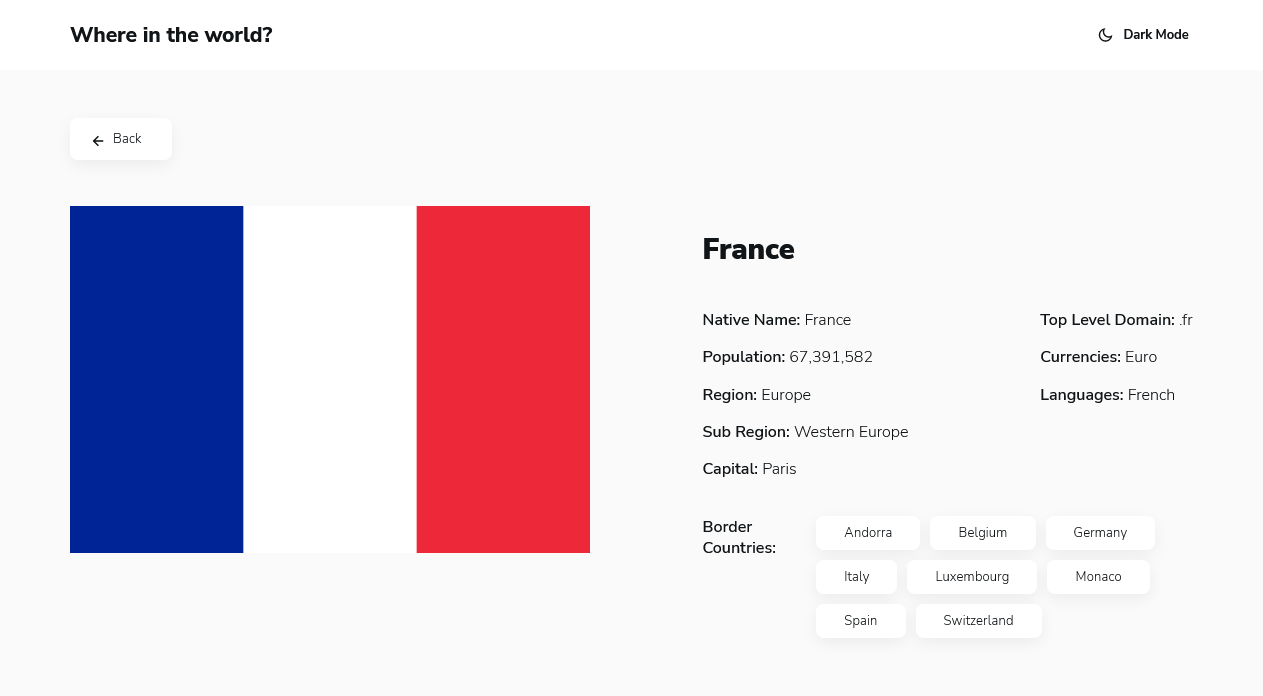 Where in the world?
Dark Mode
Back
France
Native Name: France
Population: 67,391,582
Region: Europe
Sub Region: Western Europe
Capital: Paris
Top Level Domain: .fr
Currencies: Euro
Languages: French
Border
Countries:
Andorra
Belgium
Germany
Italy
Luxembourg
Monaco
Spain
Switzerland